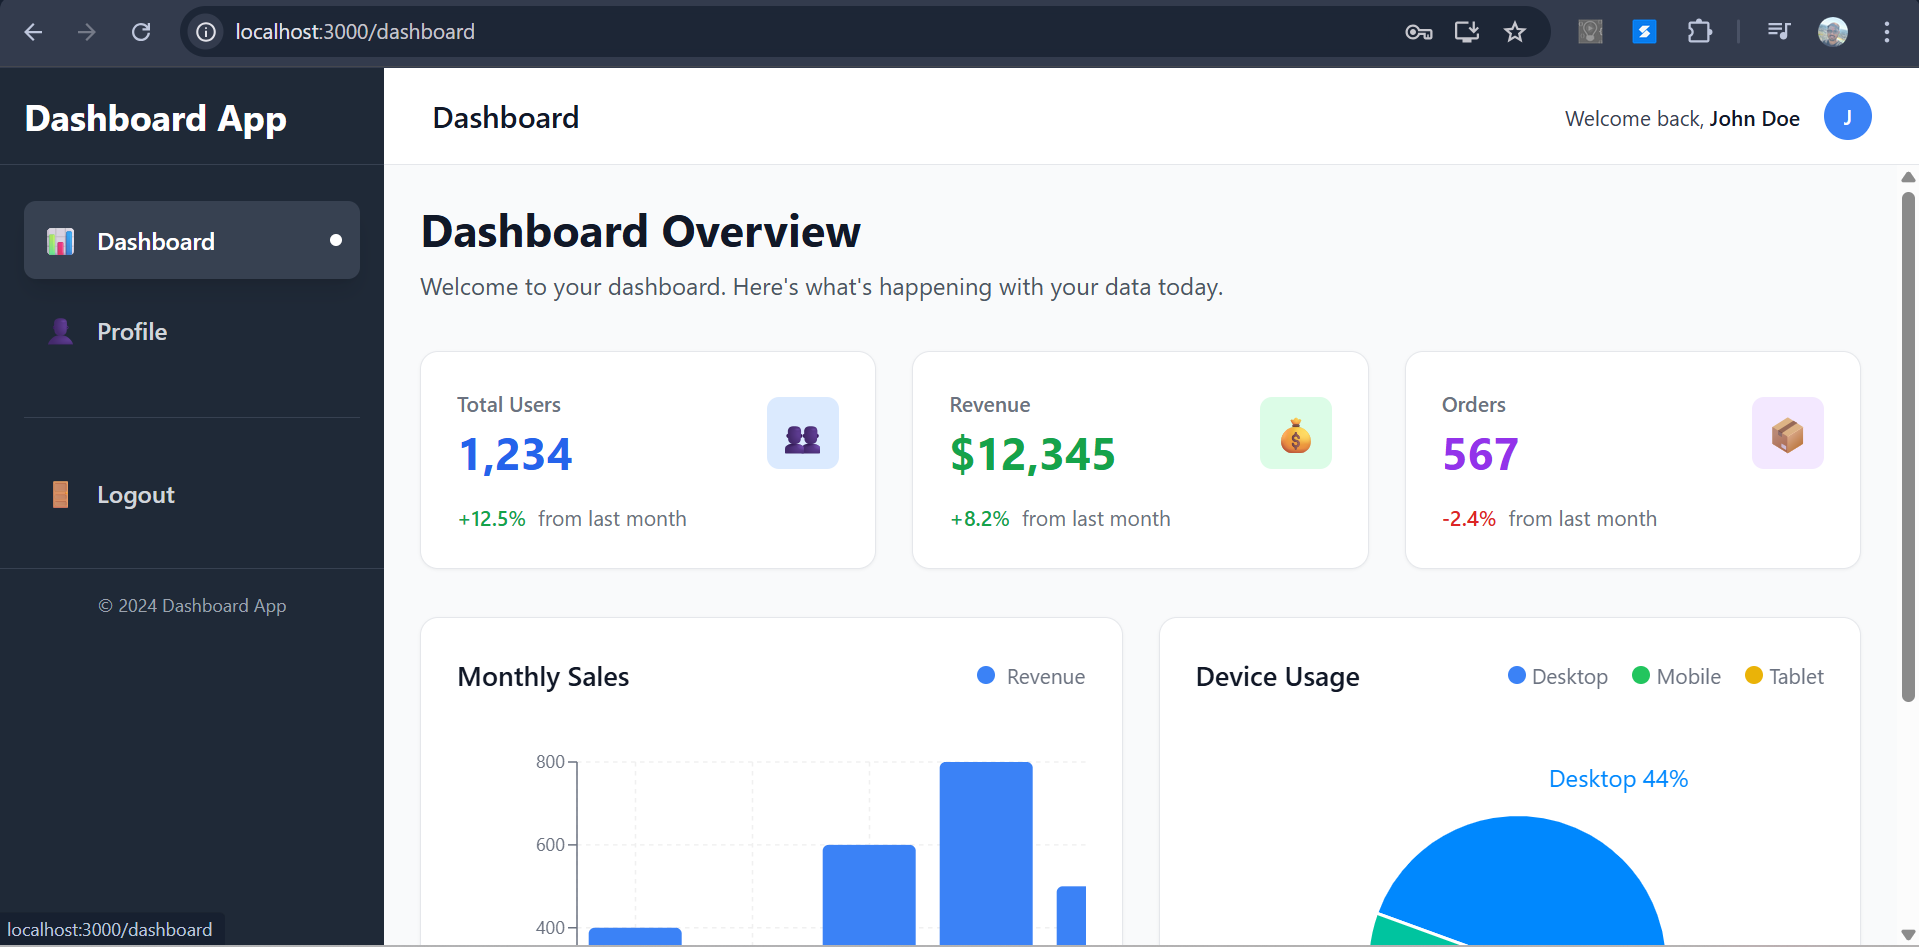 localhost:3000/dashboard
Dashboard App
Dashboard
Profile
Logout
© 2024 Dashboard App
Dashboard
Welcome back, John Doe
J
Dashboard Overview
Welcome to your dashboard. Here's what's happening with your data today.
Total Users
1,234
+12.5% from last month
Revenue
$12,345
+8.2% from last month
Orders
567
-2.4% from last month
Monthly Sales
Revenue
800
600
400
Device Usage
Desktop Mobile Tablet
Desktop 44%
localhost:3000/dashboard